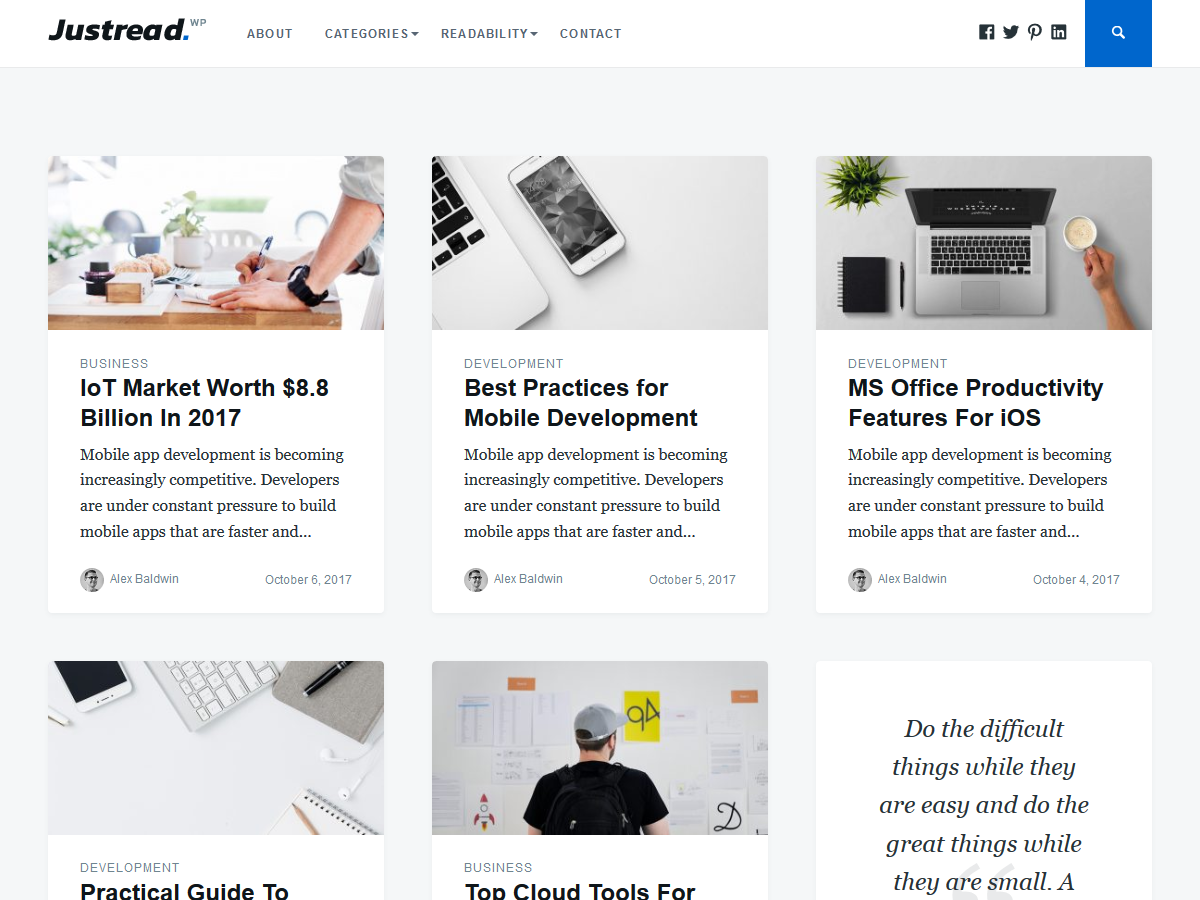 Justread.WP
ABOUT
CATEGORIES
READABILITY
CONTACT
BUSINESS
IoT Market Worth $8.8
Billion In 2017
Mobile app development is becoming
increasingly competitive. Developers
are under constant pressure to build
mobile apps that are faster and...
Alex Baldwin
October 6, 2017
DEVELOPMENT
Best Practices for
Mobile Development
Mobile app development is becoming
increasingly competitive. Developers
are under constant pressure to build
mobile apps that are faster and...
Alex Baldwin
October 5, 2017
DEVELOPMENT
MS Office Productivity
Features For iOS
Mobile app development is becoming
increasingly competitive. Developers
are under constant pressure to build
mobile apps that are faster and...
Alex Baldwin
October 4, 2017
DEVELOPMENT
Practical Guide To
BUSINESS
Top Cloud Tools For
Do the difficult
things while they
are easy and do the
great things while
they are small. A